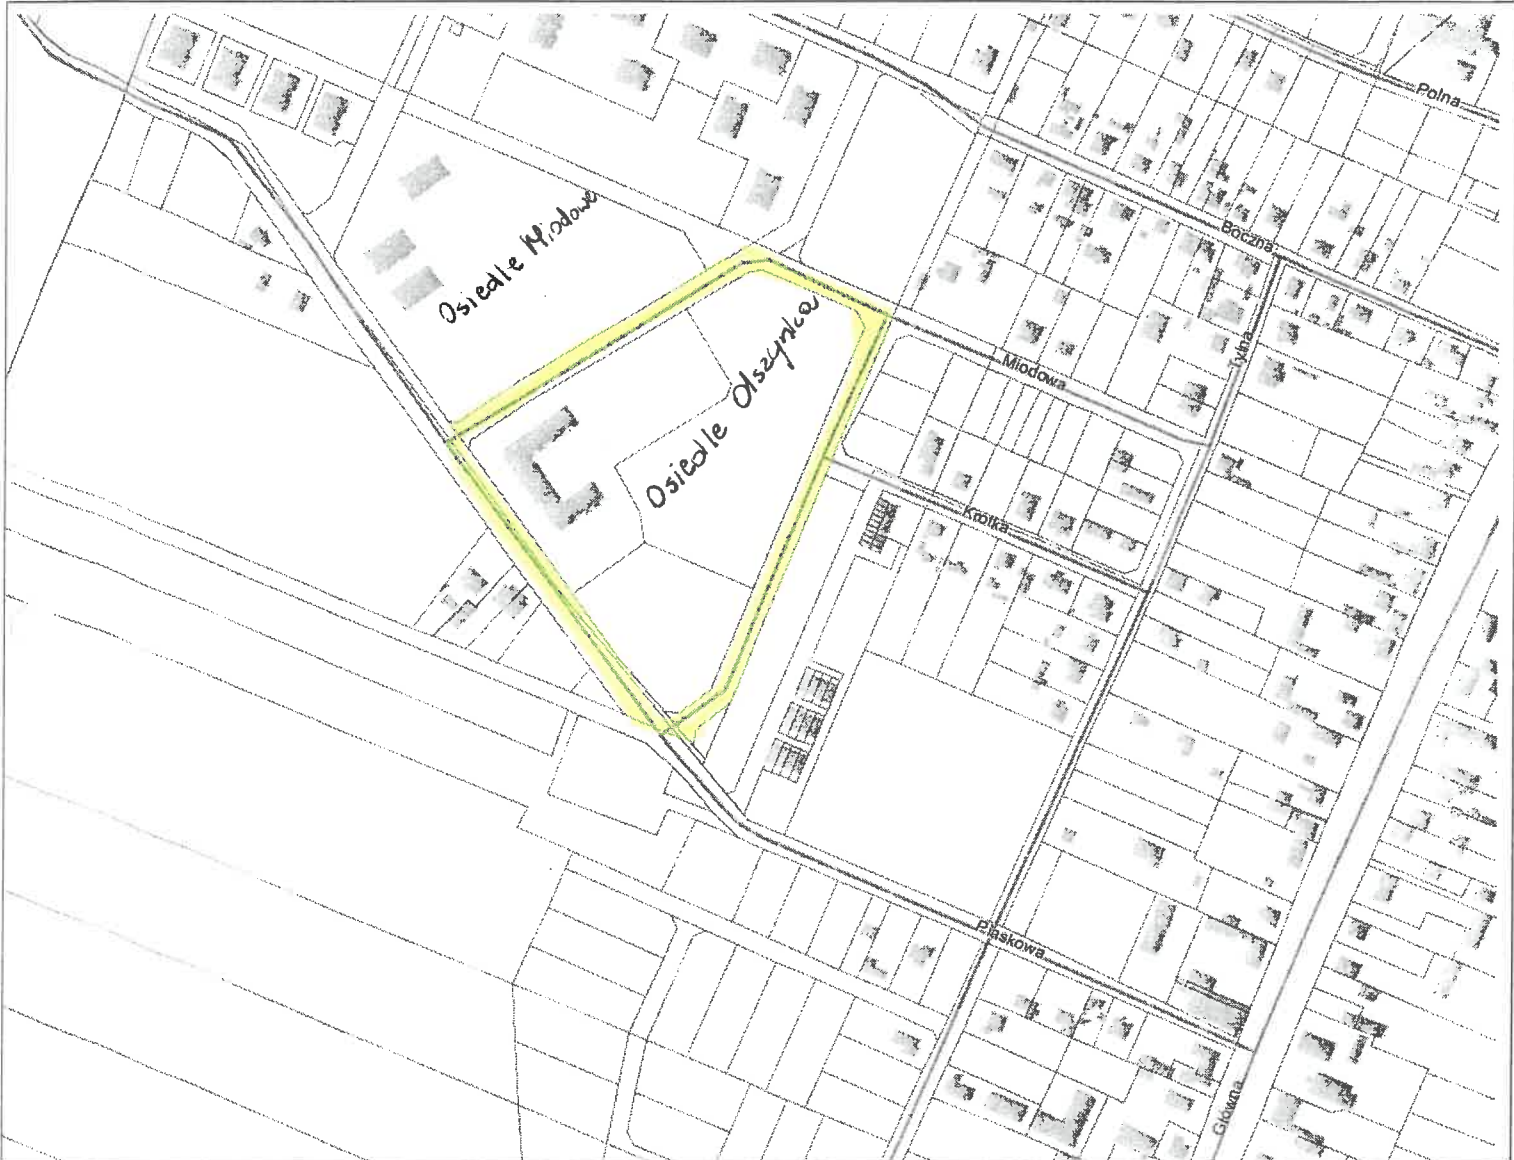 Polna
Osiedle Miodowe
Boczna
Osiedle Olszynka
Tylna
Miodowa
Krótka
Piaskowa
Główna